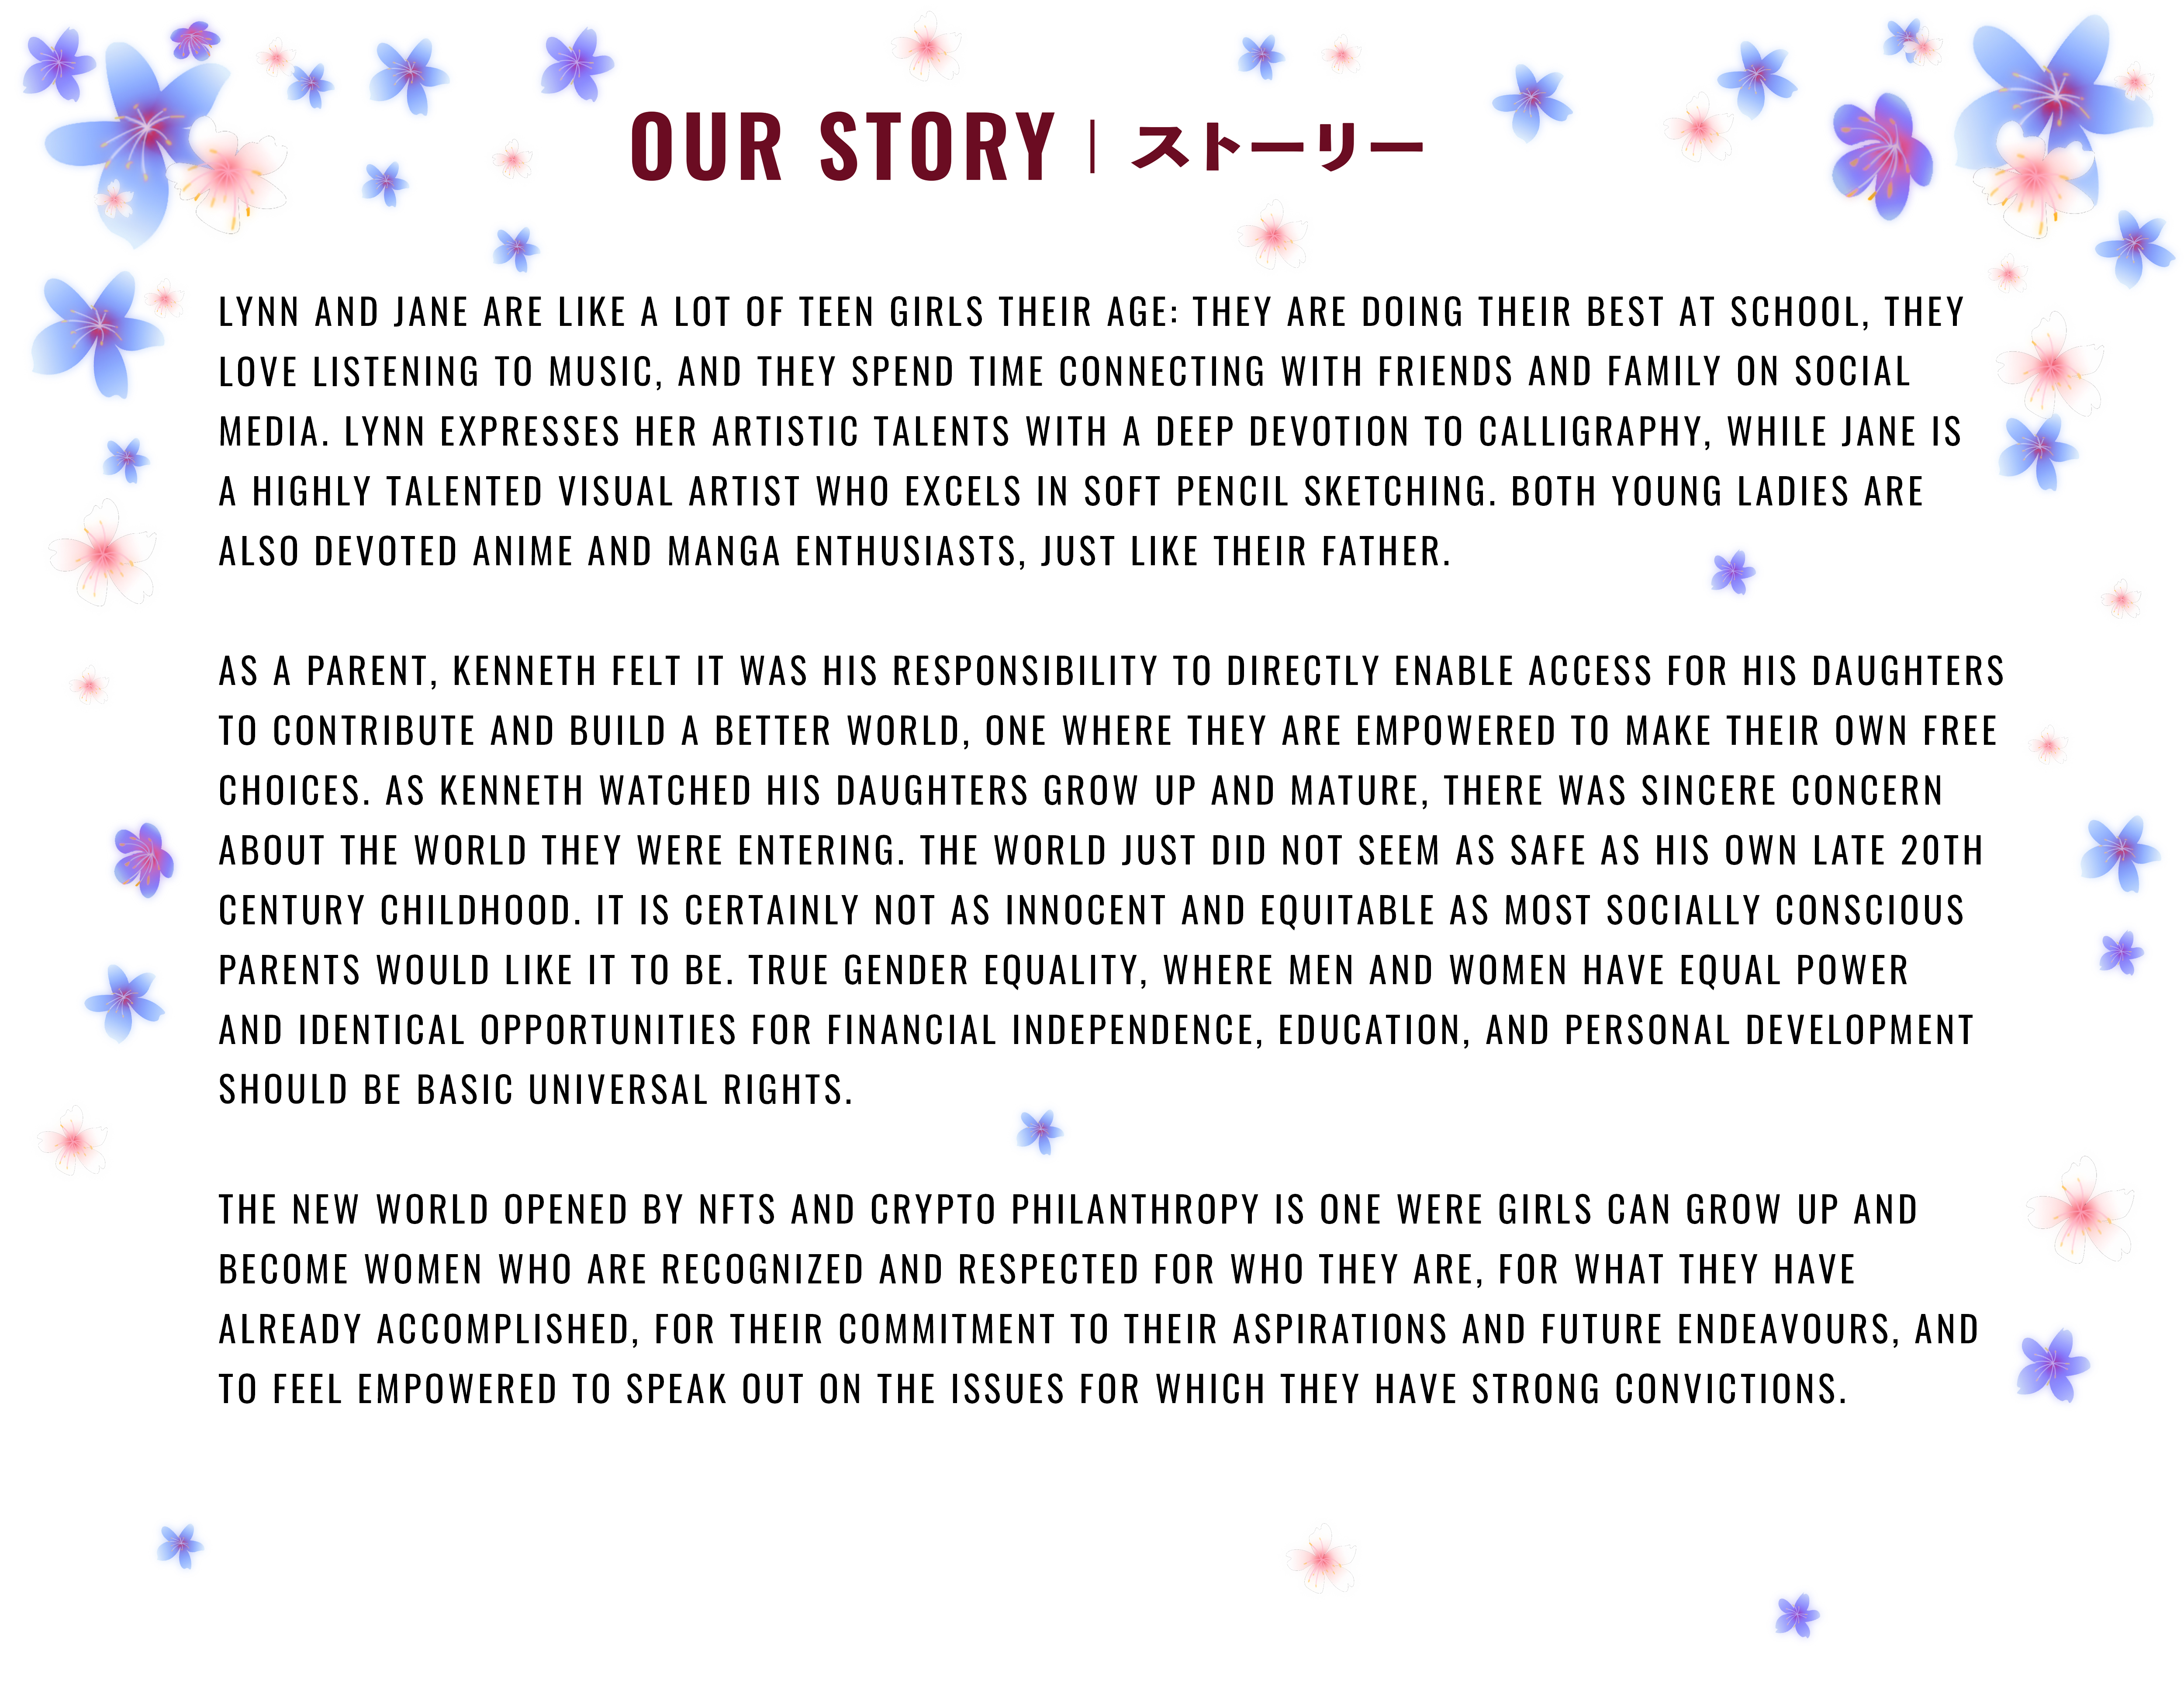 OUR STORY | ストーリー
LYNN AND JANE ARE LIKE A LOT OF TEEN GIRLS THEIR AGE: THEY ARE DOING THEIR BEST AT SCHOOL, THEY
LOVE LISTENING TO MUSIC, AND THEY SPEND TIME CONNECTING WITH FRIENDS AND FAMILY ON SOCIAL
MEDIA. LYNN EXPRESSES HER ARTISTIC TALENTS WITH A DEEP DEVOTION TO CALLIGRAPHY, WHILE JANE IS
A HIGHLY TALENTED VISUAL ARTIST WHO EXCELS IN SOFT PENCIL SKETCHING. BOTH YOUNG LADIES ARE
ALSO DEVOTED ANIME AND MANGA ENTHUSIASTS, JUST LIKE THEIR FATHER.
AS A PARENT, KENNETH FELT IT WAS HIS RESPONSIBILITY TO DIRECTLY ENABLE ACCESS FOR HIS DAUGHTERS
TO CONTRIBUTE AND BUILD A BETTER WORLD, ONE WHERE THEY ARE EMPOWERED TO MAKE THEIR OWN FREE
CHOICES. AS KENNETH WATCHED HIS DAUGHTERS GROW UP AND MATURE, THERE WAS SINCERE CONCERN
ABOUT THE WORLD THEY WERE ENTERING. THE WORLD JUST DID NOT SEEM AS SAFE AS HIS OWN LATE 20TH
CENTURY CHILDHOOD. IT IS CERTAINLY NOT AS INNOCENT AND EQUITABLE AS MOST SOCIALLY CONSCIOUS
PARENTS WOULD LIKE IT TO BE. TRUE GENDER EQUALITY, WHERE MEN AND WOMEN HAVE EQUAL POWER
AND IDENTICAL OPPORTUNITIES FOR FINANCIAL INDEPENDENCE, EDUCATION, AND PERSONAL DEVELOPMENT
SHOULD BE BASIC UNIVERSAL RIGHTS.
THE NEW WORLD OPENED BY NFTS AND CRYPTO PHILANTHROPY IS ONE WERE GIRLS CAN GROW UP AND
BECOME WOMEN WHO ARE RECOGNIZED AND RESPECTED FOR WHO THEY ARE, FOR WHAT THEY HAVE
ALREADY ACCOMPLISHED, FOR THEIR COMMITMENT TO THEIR ASPIRATIONS AND FUTURE ENDEAVOURS, AND
TO FEEL EMPOWERED TO SPEAK OUT ON THE ISSUES FOR WHICH THEY HAVE STRONG CONVICTIONS.